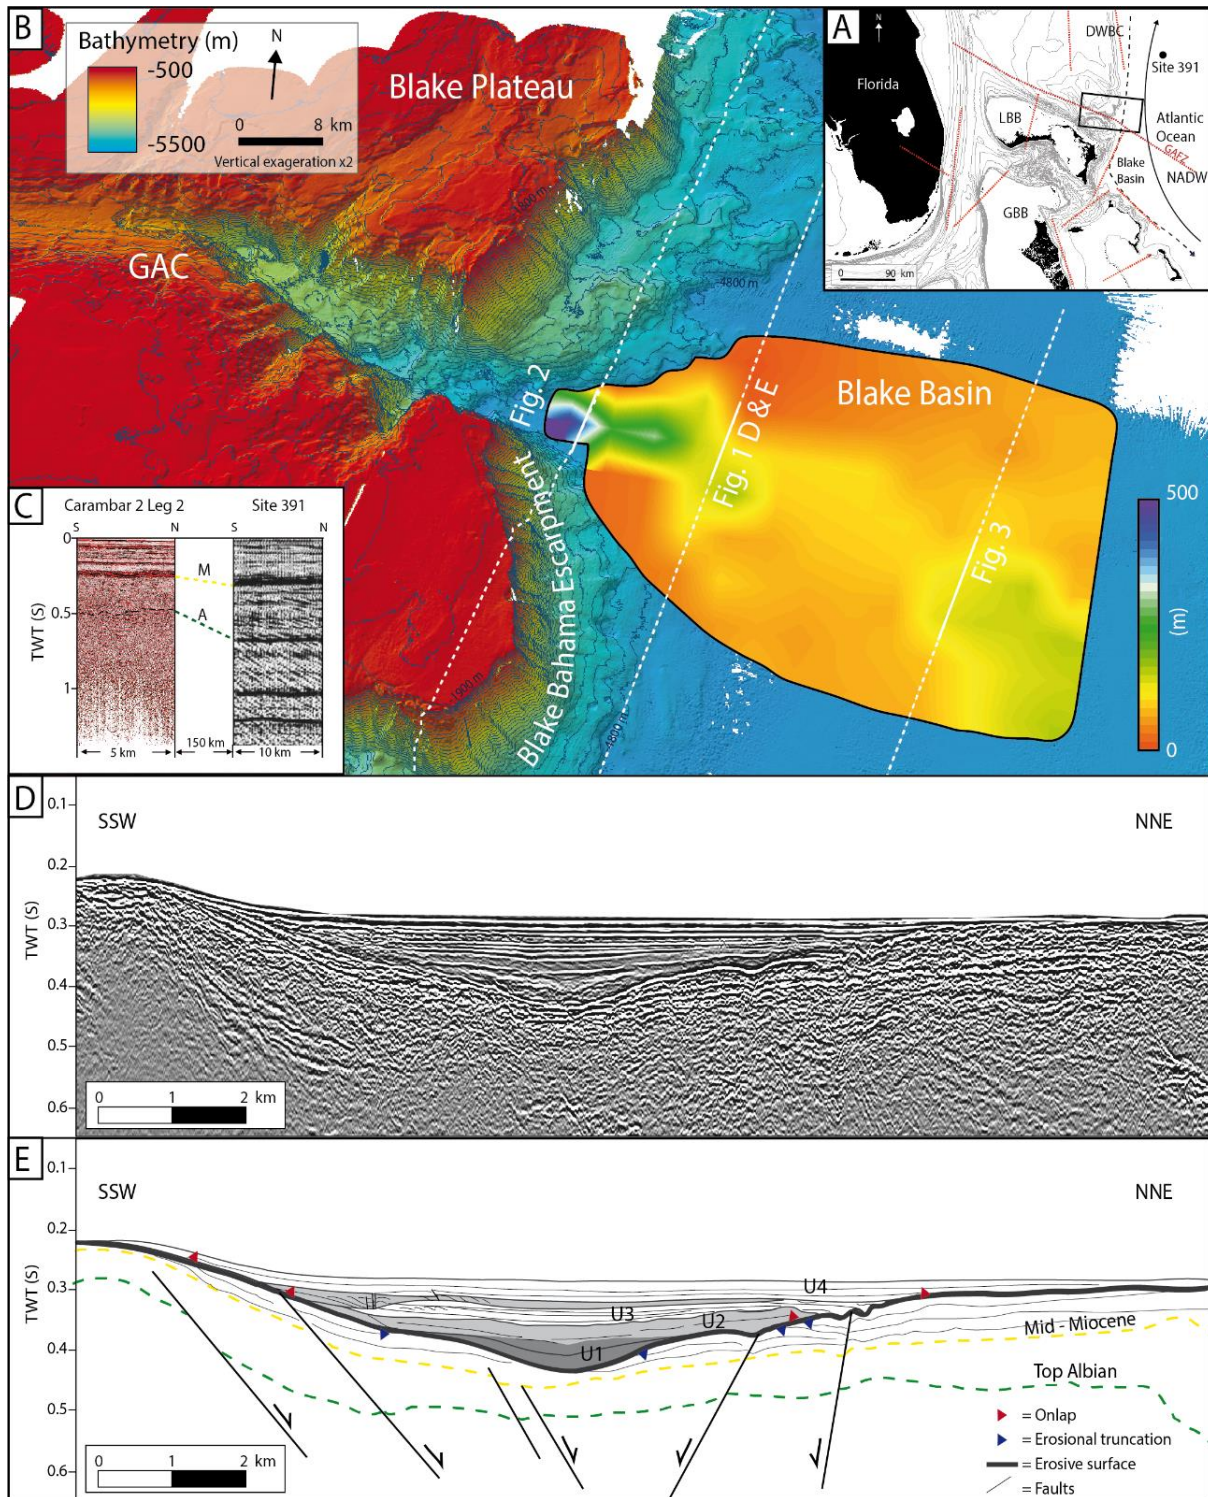 B
Bathymetry (m)
-500
-5500
N
0 8 km
Vertical exageration x2
Blake Plateau
GAC
-1800 m
-4800 m
Fig. 2
Fig. 1 D & E
Fig. 3
Blake Basin
Blake Bahama Escarpment
-1900 m
-4800 m
500
(m)
0
A
N
Florida
DWBC
Site 391
LBB
Atlantic
Ocean
GAFZ
Blake
Basin
NADW
GBB
0 90 km
C
Carambar 2 Leg 2 Site 391
S N S N
0
M
0.5
A
TWT (S)
1
5 km
150 km
10 km
D
0.1
SSW NNE
0.2
0.3
TWT (S)
0.4
0.5
0.6
0 1 2 km
E
0.1
SSW NNE
0.2
0.3
TWT (S)
0.4
0.5
0.6
U4
U3
U2
U1
Mid - Miocene
Top Albian
= Onlap
= Erosional truncation
= Erosive surface
= Faults
0 1 2 km